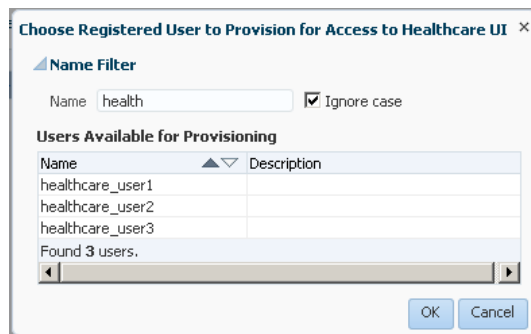 Choose Registered User to Provision for Access to Healthcare UI
Name Filter
Name health Ignore case
Users Available for Provisioning
Name Description
healthcare_user1
healthcare_user2
healthcare_user3
Found 3 users.
OK Cancel